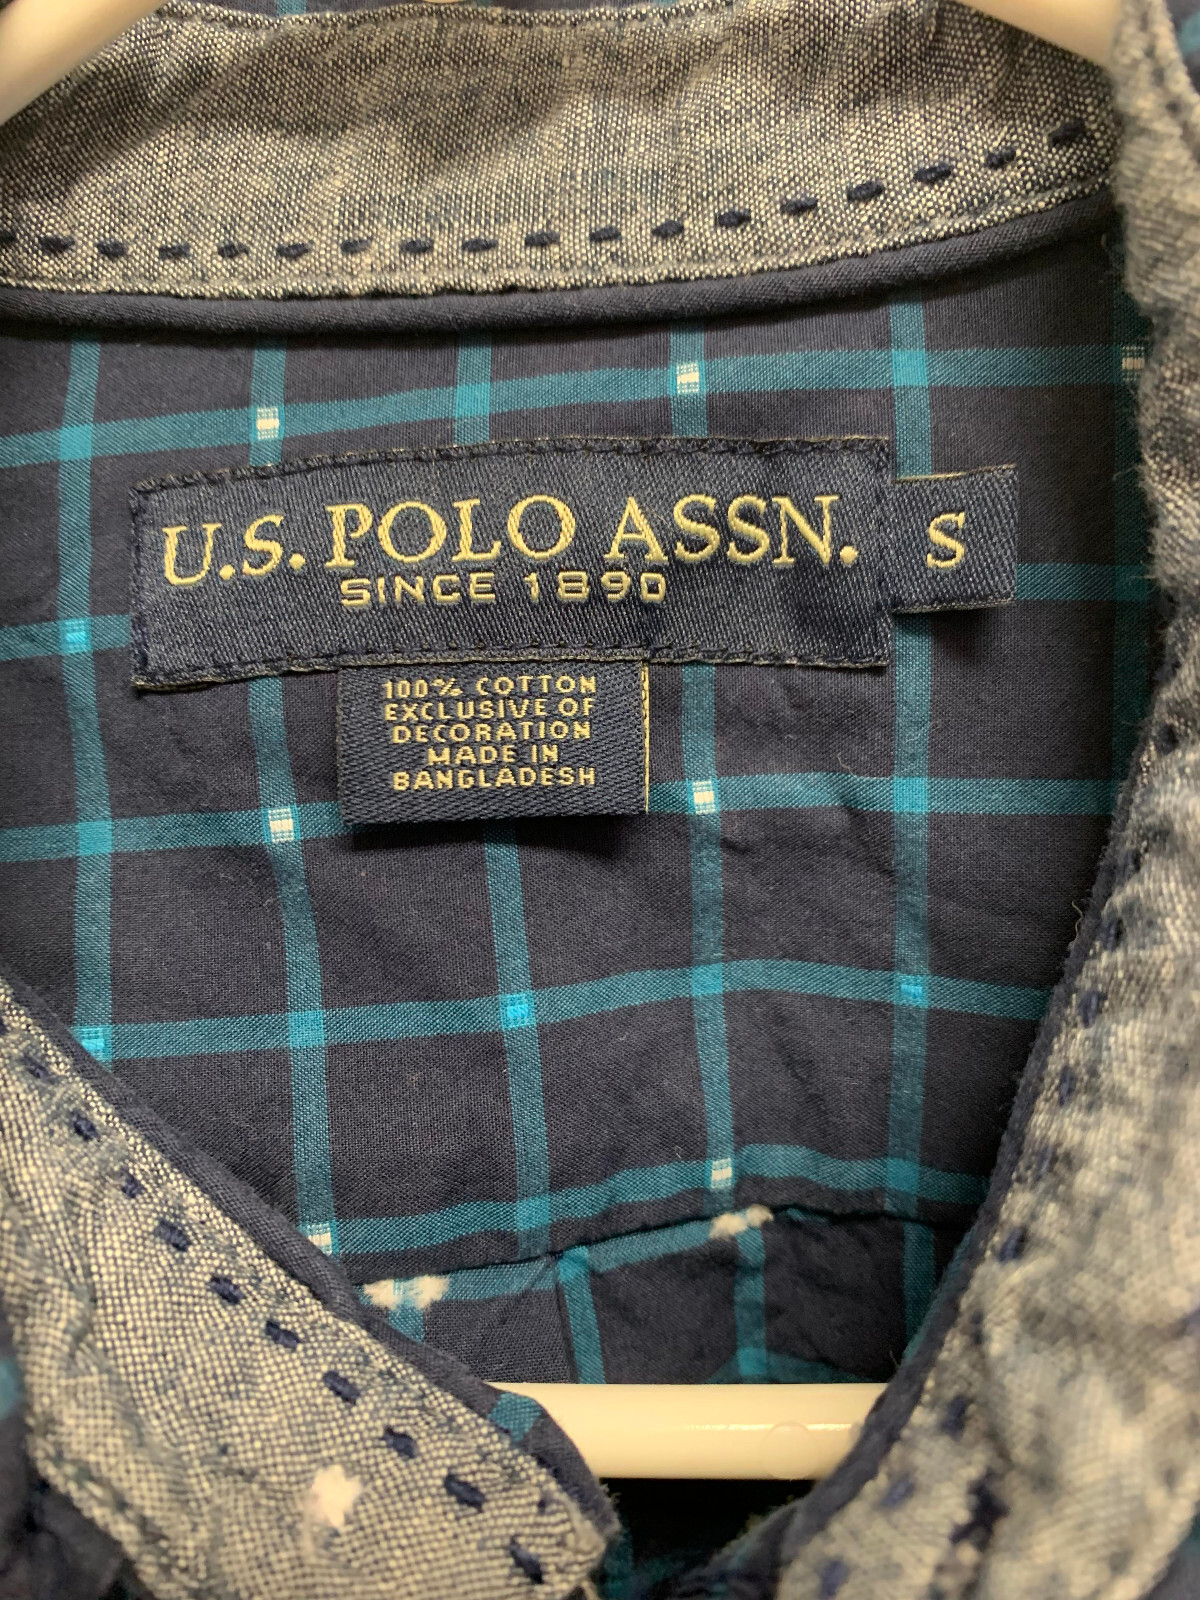 U.S. POLO ASSN.
SINCE 1890
S
100% COTTON
EXCLUSIVE OF
DECORATION
MADE IN
BANGLADESH